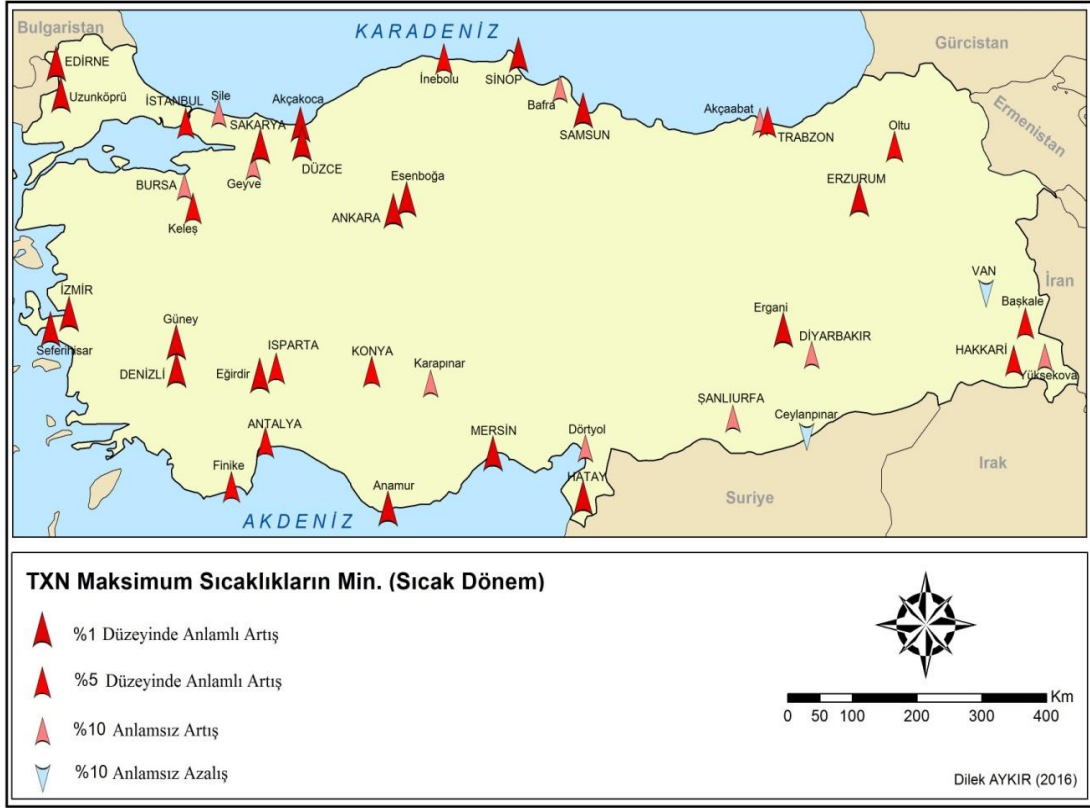 Bulgaristan
KARADENİZ
Gürcistan
EDİRNE
İnebolu
SİNOP
Uzunköprü
İSTANBUL
Şile
Akçakoca
Bafra
Ermenistan
SAKARYA
SAMSUN
Akçaabat
TRABZON
Oltu
DÜZCE
BURSA
Geyve
Esenboğa
ERZURUM
Keleş
ANKARA
VAN
İran
İZMİR
Başkale
Güney
Ergani
DİYARBAKIR
Seferihisar
ISPARTA
KONYA
HAKKARİ
DENİZLİ
Eğirdir
Karapınar
Yüksekova
ŞANLIURFA
Ceylanpınar
ANTALYA
MERSİN
Dörtyol
Finike
HATAY
Irak
Anamur
Suriye
AKDENİZ
TXN Maksimum Sıcaklıkların Min. (Sıcak Dönem)
%1 Düzeyinde Anlamlı Artış
%5 Düzeyinde Anlamlı Artış
%10 Anlamsız Artış
%10 Anlamsız Azalış
Km
0 50 100 200 300 400
Dilek AYKIR (2016)